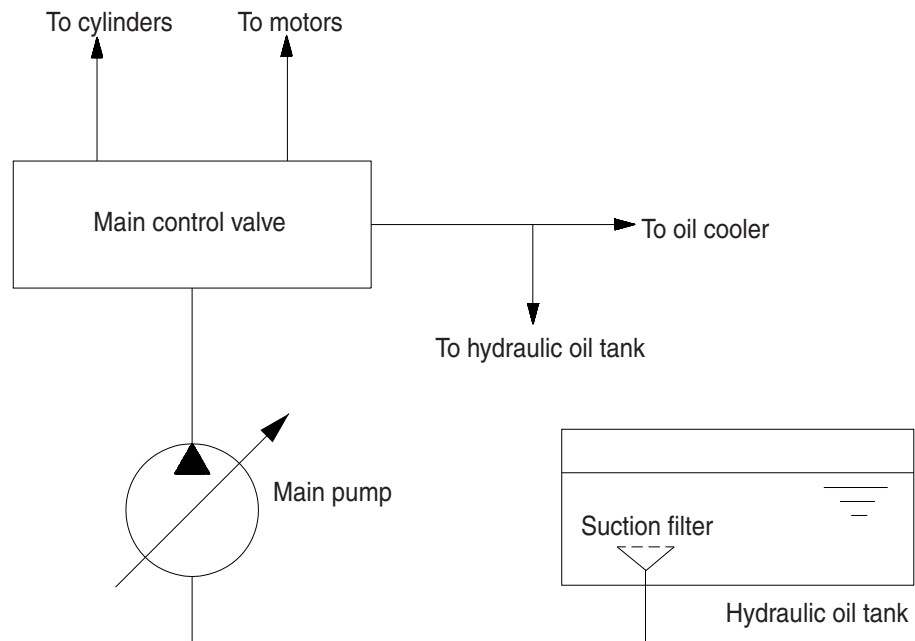 To cylinders
To motors
Main control valve
To oil cooler
To hydraulic oil tank
Main pump
Suction filter
Hydraulic oil tank